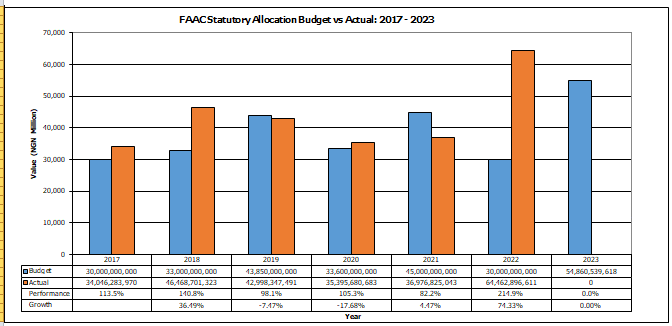 FAAC Statutory Allocation Budget vs Actual: 2017 - 2023
70,000
60,000
50,000
40,000
30,000
20,000
10,000
0
Value (NGN Million)
2017 2018 2019 2020 2021 2022 2023
Budget 30,000,000,000 33,000,000,000 43,850,000,000 33,600,000,000 45,000,000,000 30,000,000,000 54,860,539,618
Actual 34,046,283,970 46,468,701,323 42,998,347,491 35,395,680,683 36,976,825,043 64,462,896,611 0
Performance 113.5% 140.8% 98.1% 105.3% 82.2% 214.9% 0.0%
Growth 36.49% -7.47% -17.68% 4.47% 74.33% 0.00%
Year